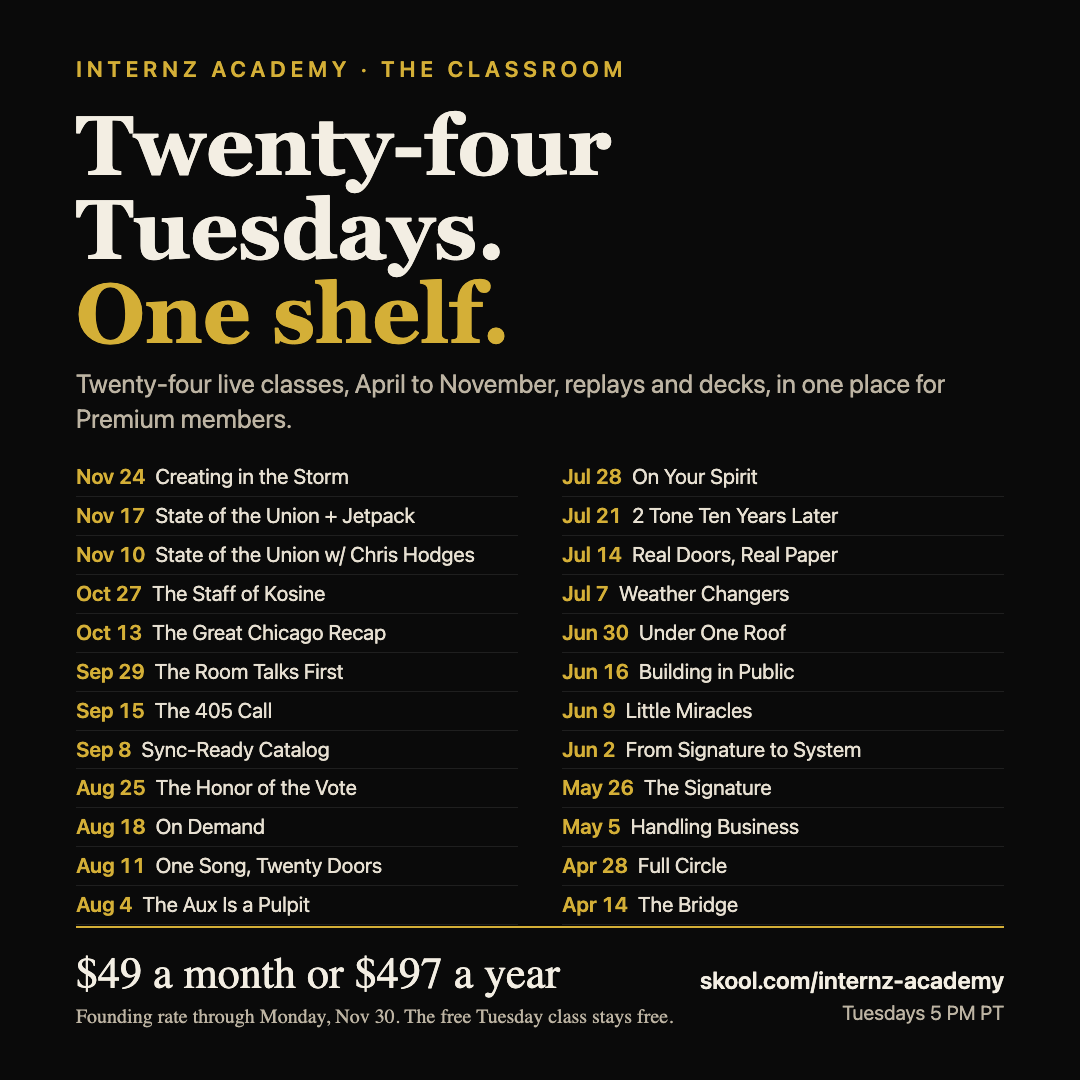 INTERNZ ACADEMY · THE CLASSROOM
Twenty-four
Tuesdays.
One shelf.
Twenty-four live classes, April to November, replays and decks, in one place for
Premium members.
Nov 24 Creating in the Storm
Nov 17 State of the Union + Jetpack
Nov 10 State of the Union w/ Chris Hodges
Oct 27 The Staff of Kosine
Oct 13 The Great Chicago Recap
Sep 29 The Room Talks First
Sep 15 The 405 Call
Sep 8 Sync-Ready Catalog
Aug 25 The Honor of the Vote
Aug 18 On Demand
Aug 11 One Song, Twenty Doors
Aug 4 The Aux Is a Pulpit
Jul 28 On Your Spirit
Jul 21 2 Tone Ten Years Later
Jul 14 Real Doors, Real Paper
Jul 7 Weather Changers
Jun 30 Under One Roof
Jun 16 Building in Public
Jun 9 Little Miracles
Jun 2 From Signature to System
May 26 The Signature
May 5 Handling Business
Apr 28 Full Circle
Apr 14 The Bridge
$49 a month or $497 a year
Founding rate through Monday, Nov 30. The free Tuesday class stays free.
skool.com/internz-academy
Tuesdays 5 PM PT